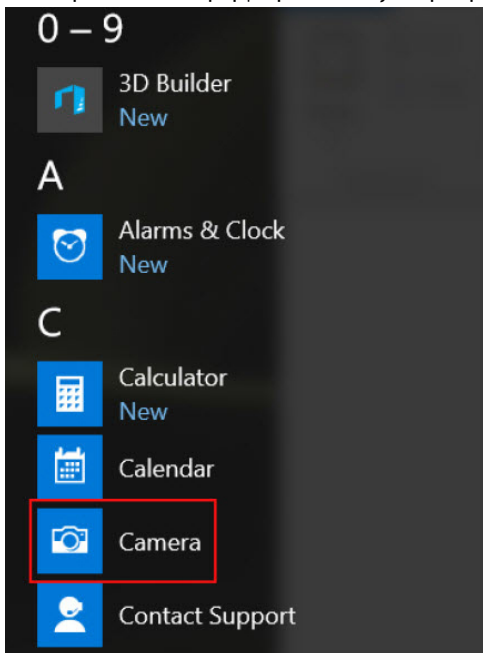 0 – 9
3D Builder
New
A
Alarms & Clock
New
C
Calculator
New
Calendar
Camera
Contact Support